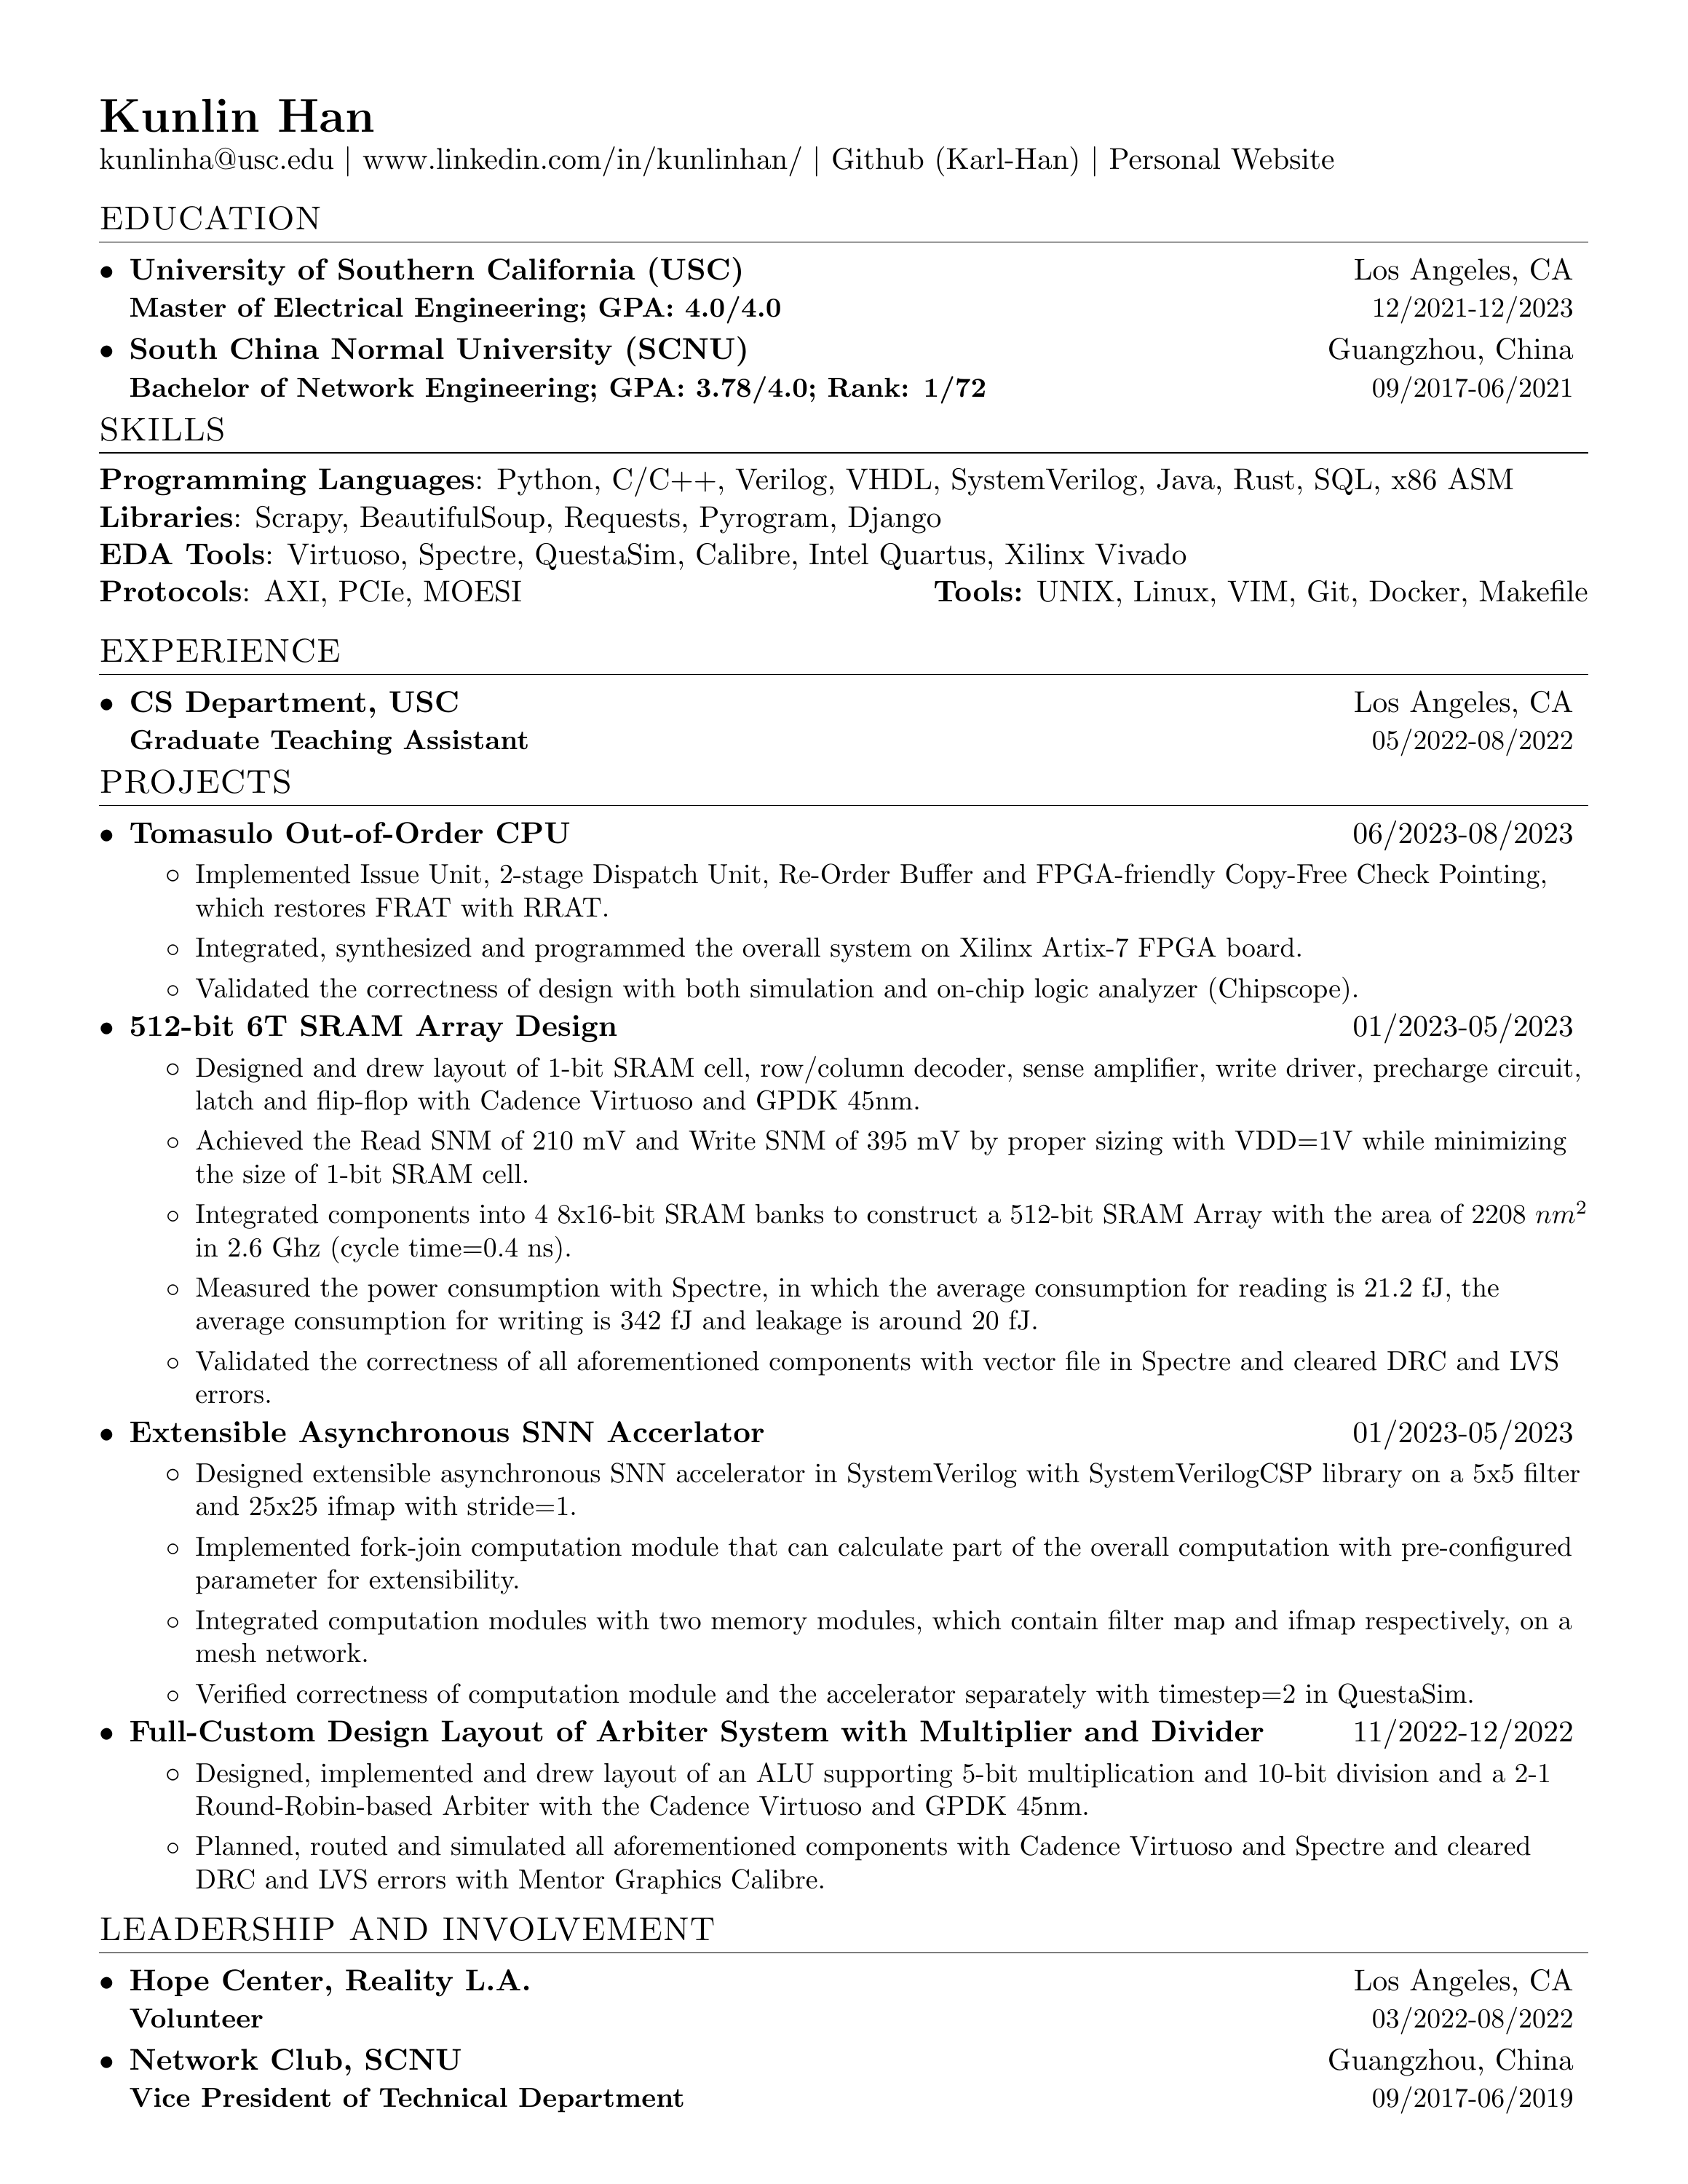 Kunlin Han
kunlinha@usc.edu | www.linkedin.com/in/kunlinhan/ | Github (Karl-Han) | Personal Website
EDUCATION
• University of Southern California (USC) Los Angeles, CA
Master of Electrical Engineering; GPA: 4.0/4.0 12/2021-12/2023
• South China Normal University (SCNU) Guangzhou, China
Bachelor of Network Engineering; GPA: 3.78/4.0; Rank: 1/72 09/2017-06/2021
SKILLS
Programming Languages: Python, C/C++, Verilog, VHDL, SystemVerilog, Java, Rust, SQL, x86 ASM
Libraries: Scrapy, BeautifulSoup, Requests, Pyrogram, Django
EDA Tools: Virtuoso, Spectre, QuestaSim, Calibre, Intel Quartus, Xilinx Vivado
Protocols: AXI, PCIe, MOESI Tools: UNIX, Linux, VIM, Git, Docker, Makefile
EXPERIENCE
• CS Department, USC Los Angeles, CA
Graduate Teaching Assistant 05/2022-08/2022
PROJECTS
• Tomasulo Out-of-Order CPU 06/2023-08/2023
◦ Implemented Issue Unit, 2-stage Dispatch Unit, Re-Order Buffer and FPGA-friendly Copy-Free Check Pointing,
which restores FRAT with RRAT.
◦ Integrated, synthesized and programmed the overall system on Xilinx Artix-7 FPGA board.
◦ Validated the correctness of design with both simulation and on-chip logic analyzer (Chipscope).
• 512-bit 6T SRAM Array Design 01/2023-05/2023
◦ Designed and drew layout of 1-bit SRAM cell, row/column decoder, sense amplifier, write driver, precharge circuit,
latch and flip-flop with Cadence Virtuoso and GPDK 45nm.
◦ Achieved the Read SNM of 210 mV and Write SNM of 395 mV by proper sizing with VDD=1V while minimizing
the size of 1-bit SRAM cell.
◦ Integrated components into 4 8x16-bit SRAM banks to construct a 512-bit SRAM Array with the area of 2208 nm²
in 2.6 Ghz (cycle time=0.4 ns).
◦ Measured the power consumption with Spectre, in which the average consumption for reading is 21.2 fJ, the
average consumption for writing is 342 fJ and leakage is around 20 fJ.
◦ Validated the correctness of all aforementioned components with vector file in Spectre and cleared DRC and LVS
errors.
• Extensible Asynchronous SNN Accerlator 01/2023-05/2023
◦ Designed extensible asynchronous SNN accelerator in SystemVerilog with SystemVerilogCSP library on a 5x5 filter
and 25x25 ifmap with stride=1.
◦ Implemented fork-join computation module that can calculate part of the overall computation with pre-configured
parameter for extensibility.
◦ Integrated computation modules with two memory modules, which contain filter map and ifmap respectively, on a
mesh network.
◦ Verified correctness of computation module and the accelerator separately with timestep=2 in QuestaSim.
• Full-Custom Design Layout of Arbiter System with Multiplier and Divider 11/2022-12/2022
◦ Designed, implemented and drew layout of an ALU supporting 5-bit multiplication and 10-bit division and a 2-1
Round-Robin-based Arbiter with the Cadence Virtuoso and GPDK 45nm.
◦ Planned, routed and simulated all aforementioned components with Cadence Virtuoso and Spectre and cleared
DRC and LVS errors with Mentor Graphics Calibre.
LEADERSHIP AND INVOLVEMENT
• Hope Center, Reality L.A. Los Angeles, CA
Volunteer 03/2022-08/2022
• Network Club, SCNU Guangzhou, China
Vice President of Technical Department 09/2017-06/2019